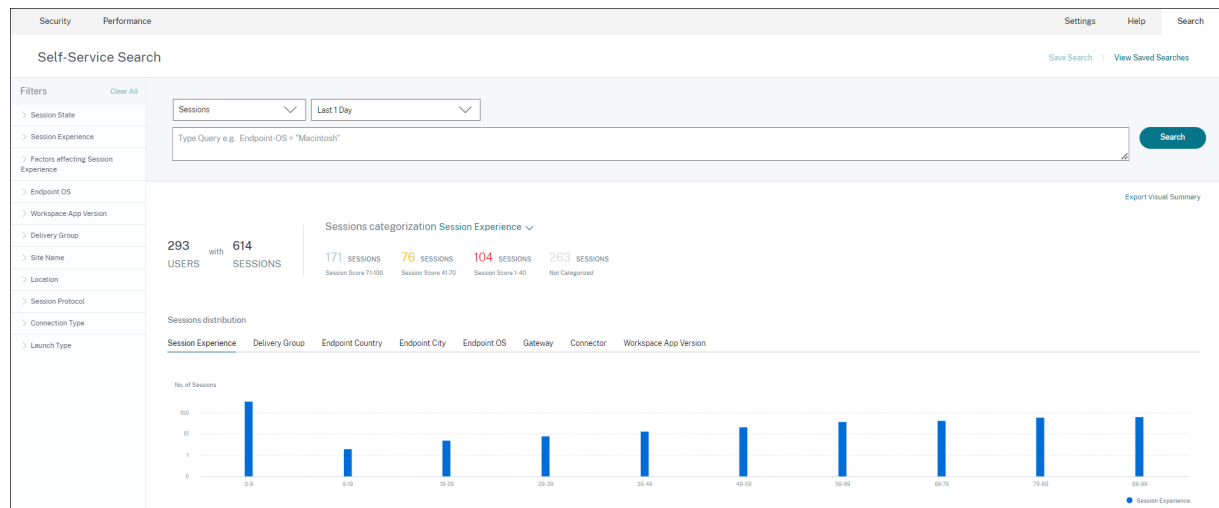 Security Performance Settings Help Search
Self-Service Search Save Search | View Saved Searches
Filters Clear All
Session State
Session Experience
Factors affecting Session
Experience
Endpoint OS
Workspace App Version
Delivery Group
Site Name
Location
Session Protocol
Connection Type
Launch Type
Sessions Last 1 Day
Type Query e.g. Endpoint-OS = "Macintosh"
Search
Export Visual Summary
293 with 614
USERS SESSIONS
Sessions categorization Session Experience
171 SESSIONS 76 SESSIONS 104 SESSIONS 263 SESSIONS
Session Score 71-100 Session Score 41-70 Session Score 1-40 Not Categorized
Sessions distribution
Session Experience Delivery Group Endpoint Country Endpoint City Endpoint OS Gateway Connector Workspace App Version
No. of Sessions
100
10
1
0
0-9 9-19 19-29 29-39 39-49 49-59 59-69 69-79 79-89 89-99
Session Experience